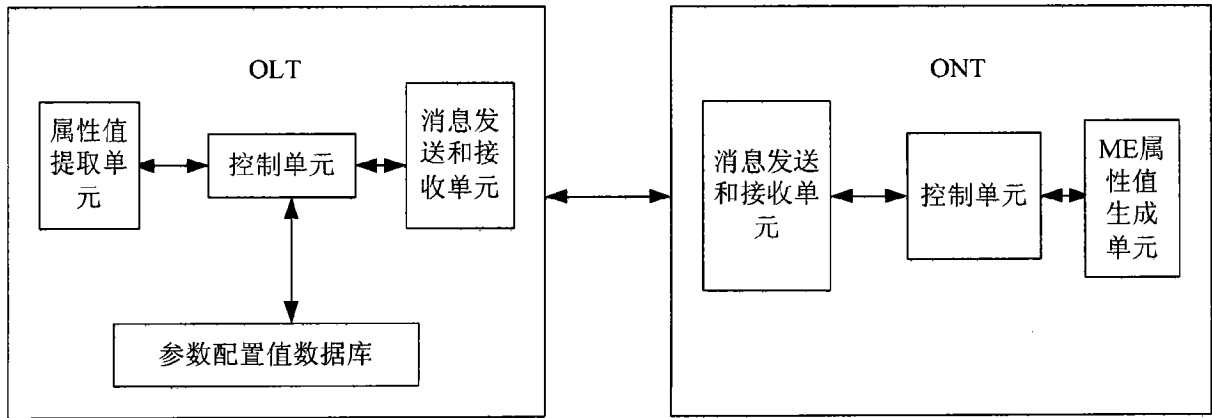 OLT
属性值
提取单
元
控制单元
消息发
送和接
收单元
参数配置值数据库
ONT
消息发送
和接收单
元
控制单元
ME属
性值
生成
单元